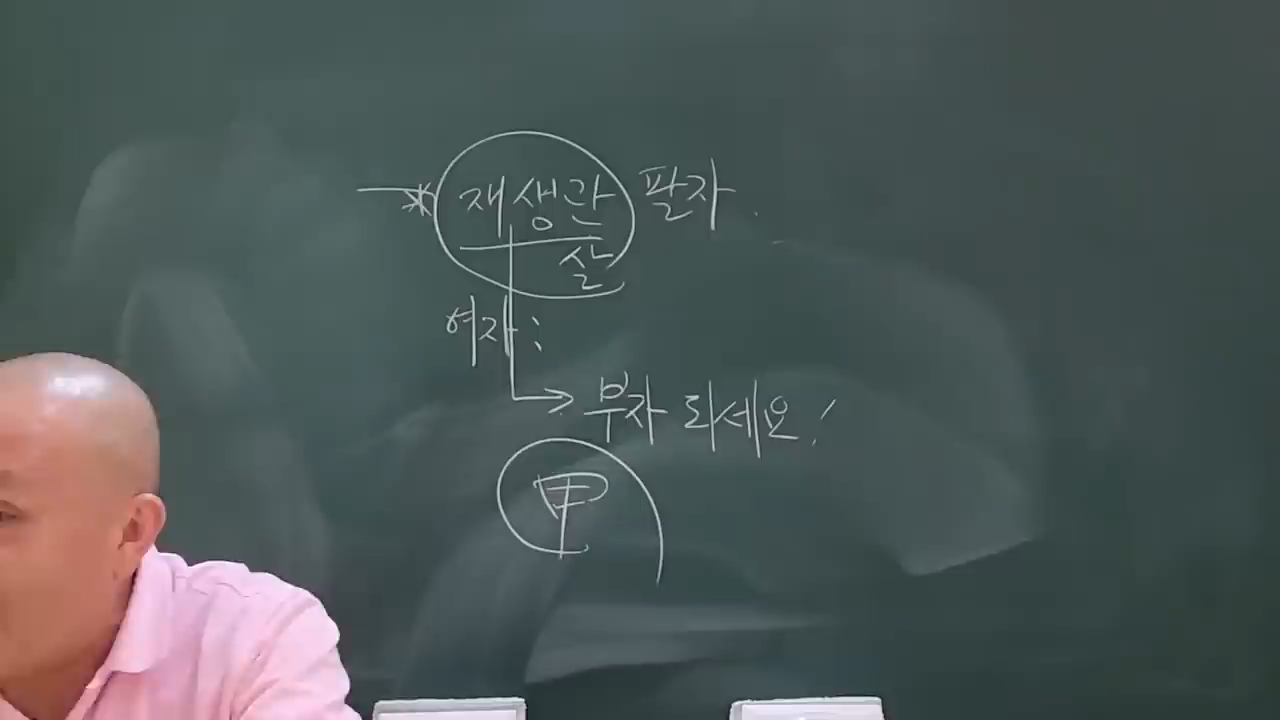 * 재생관 팔자.
살
여자:
→ 부자 되세요!
甲